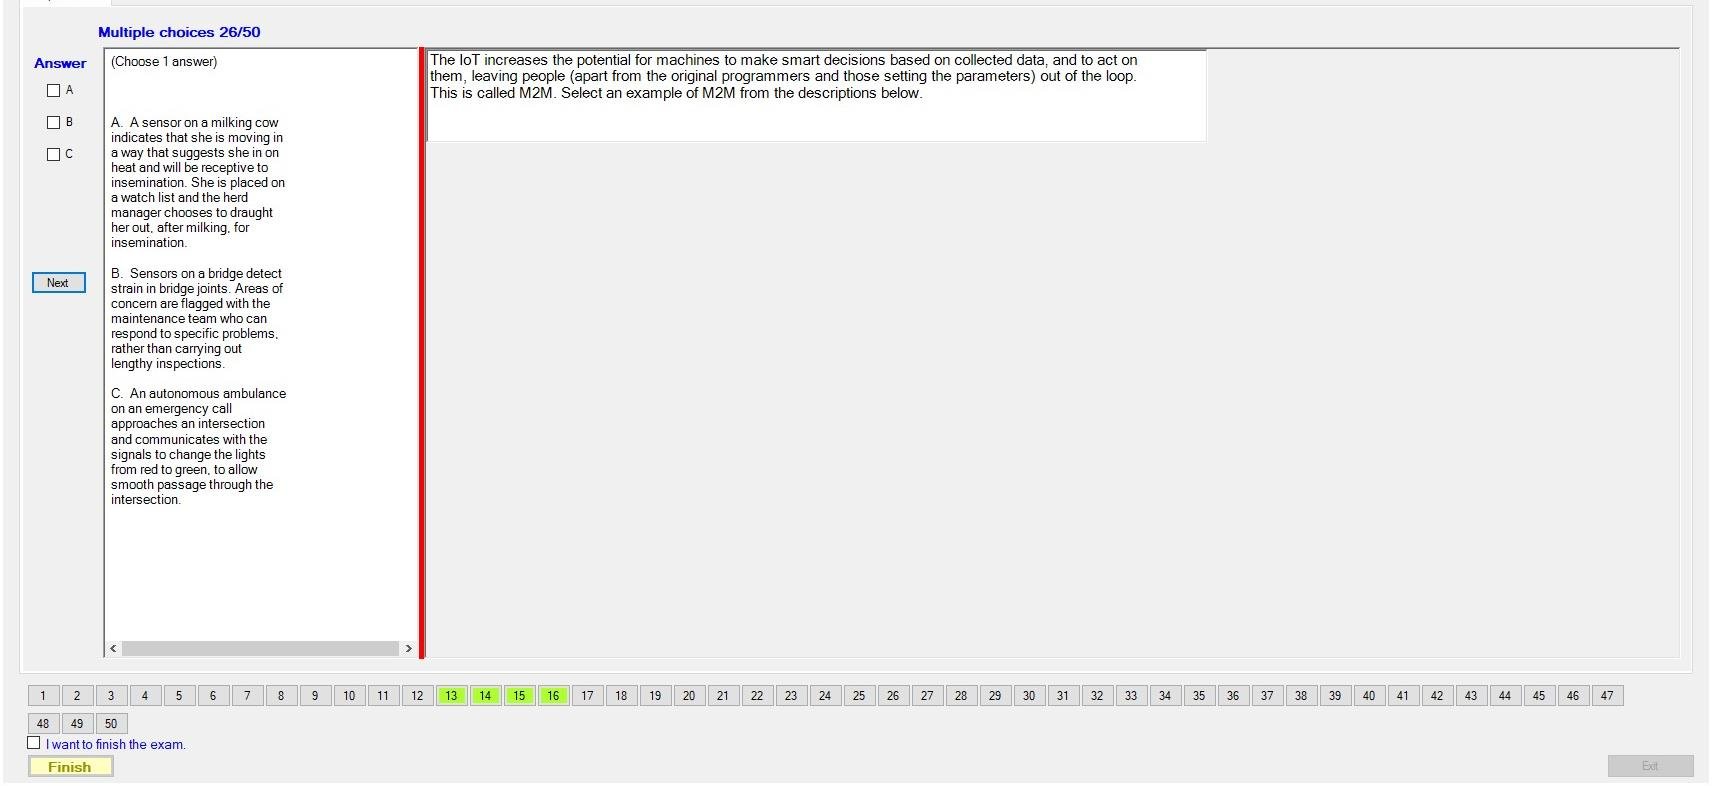 Multiple choices 26/50
Answer
A
B
C
Next
(Choose 1 answer)
A. A sensor on a milking cow
indicates that she is moving in
a way that suggests she in on
heat and will be receptive to
insemination. She is placed on
a watch list and the herd
manager chooses to draught
her out, after milking, for
insemination.
B. Sensors on a bridge detect
strain in bridge joints. Areas of
concern are flagged with the
maintenance team who can
respond to specific problems,
rather than carrying out
lengthy inspections.
C. An autonomous ambulance
on an emergency call
approaches an intersection
and communicates with the
signals to change the lights
from red to green, to allow
smooth passage through the
intersection.
The IoT increases the potential for machines to make smart decisions based on collected data, and to act on
them, leaving people (apart from the original programmers and those setting the parameters) out of the loop.
This is called M2M. Select an example of M2M from the descriptions below.
1 2 3 4 5 6 7 8 9 10 11 12 13 14 15 16 17 18 19 20 21 22 23 24 25 26 27 28 29 30 31 32 33 34 35 36 37 38 39 40 41 42 43 44 45 46 47
48 49 50
I want to finish the exam.
Finish
Exit